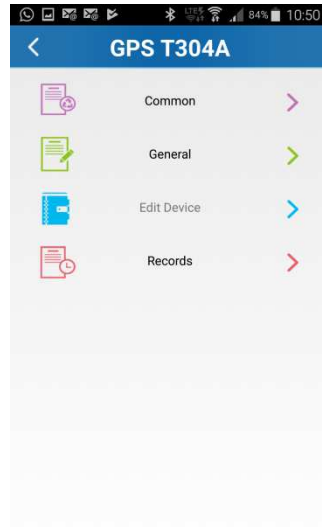 84% 10:50
GPS T304A
Common
General
Edit Device
Records